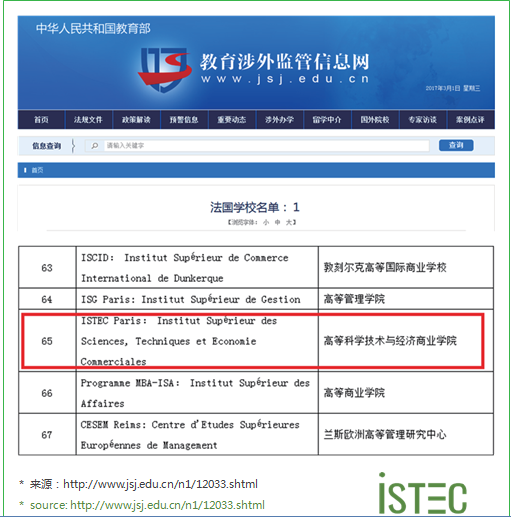 中华人民共和国教育部
教育涉外监管信息网
www.jsj.edu.cn
2017年3月1日 星期三
首页 法规文件 政策解读 预警信息 重要动态 涉外办学 留学中介 国外院校 专家访谈 案例点评
信息查询 请输入关键字 查询
首页
法国学校名单：1
【浏览字体： 小 中 大】
63 ISCID： Institut Supérieur de Commerce
International de Dunkerque 敦刻尔克高等国际商业学校
64 ISG Paris: Institut Supérieur de Gestion 高等管理学院
65 ISTEC Paris： Institut Supérieur des
Sciences, Techniques et Economie
Commerciales 高等科学技术与经济商业学院
66 Programme MBA-ISA： Institut Supérieur des
Affaires 高等商业学院
67 CESEM Reims: Centre d'Etudes Supérieures
Européennes de Management 兰斯欧洲高等管理研究中心
* 来源：http://www.jsj.edu.cn/n1/12033.shtml
* source: http://www.jsj.edu.cn/n1/12033.shtml
iSTEC